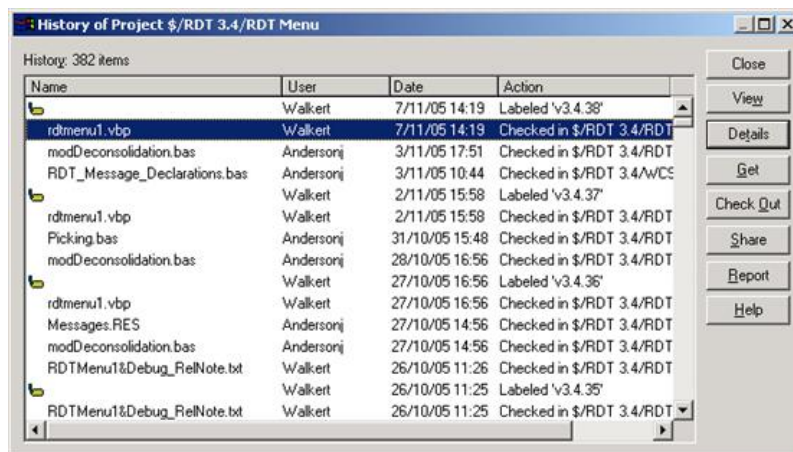 History of Project $/RDT 3.4/RDT Menu
History: 382 items
Name User Date Action
Walkert 7/11/05 14:19 Labeled 'v3.4.38'
rdtmenu1.vbp Walkert 7/11/05 14:19 Checked in $/RDT 3.4/RDT
modDeconsolidation.bas Andersonj 3/11/05 17:51 Checked in $/RDT 3.4/RDT
RDT_Message_Declarations.bas Andersonj 3/11/05 10:44 Checked in $/RDT 3.4/WCS
Walkert 2/11/05 15:58 Labeled 'v3.4.37'
rdtmenu1.vbp Walkert 2/11/05 15:58 Checked in $/RDT 3.4/RDT
Picking.bas Andersonj 31/10/05 15:48 Checked in $/RDT 3.4/RDT
modDeconsolidation.bas Andersonj 28/10/05 16:56 Checked in $/RDT 3.4/RDT
Walkert 27/10/05 16:56 Labeled 'v3.4.36'
rdtmenu1.vbp Walkert 27/10/05 16:56 Checked in $/RDT 3.4/RDT
Messages.RES Andersonj 27/10/05 14:56 Checked in $/RDT 3.4/RDT
modDeconsolidation.bas Andersonj 27/10/05 14:56 Checked in $/RDT 3.4/RDT
RDTMenu1&Debug_RelNote.txt Walkert 26/10/05 11:26 Checked in $/RDT 3.4/RDT
Walkert 26/10/05 11:25 Labeled 'v3.4.35'
RDTMenu1&Debug_RelNote.txt Walkert 26/10/05 11:25 Checked in $/RDT 3.4/RDT
Close
View
Details
Get
Check Out
Share
Report
Help